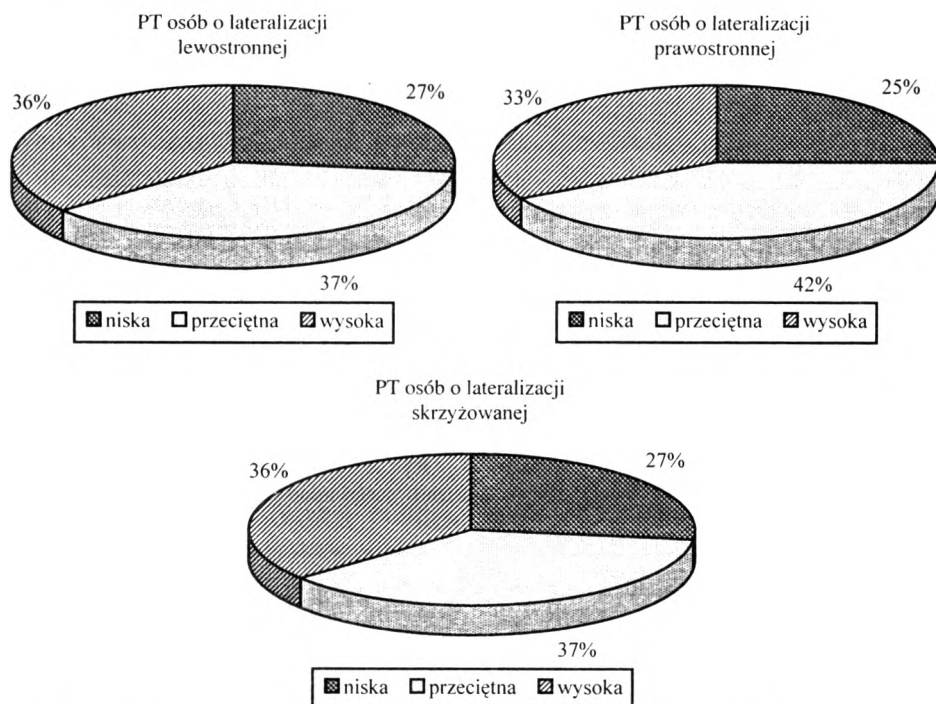 PT osób o lateralizacji
lewostronnej
36%
27%
37%
niska przeciętna wysoka
PT osób o lateralizacji
prawostronnej
33%
25%
42%
niska przeciętna wysoka
PT osób o lateralizacji
skrzyżowanej
36%
27%
37%
niska przeciętna wysoka